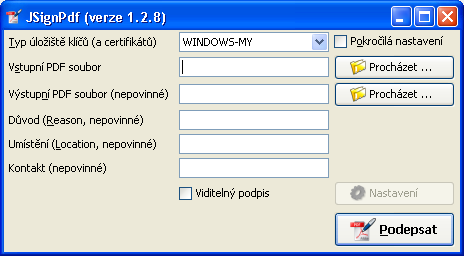 JSignPdf (verze 1.2.8)
Typ úložiště klíčů (a certifikátů) WINDOWS-MY Pokročilá nastavení
Vstupní PDF soubor Procházet ...
Výstupní PDF soubor (nepovinné) Procházet ...
Důvod (Reason, nepovinné)
Umístění (Location, nepovinné)
Kontakt (nepovinné)
Viditelný podpis Nastavení
Podepsat